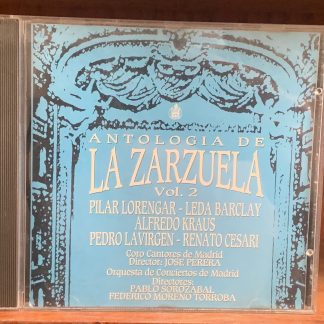 ANTOLOGIA DE
LA ZARZUELA
Vol. 2
PILAR LORENGAR - LEDA BARCLAY
ALFREDO KRAUS
PEDRO LAVIRGEN - RENATO CESARI
Coro Cantores de Madrid
Director: JOSE PERERA
Orquesta de Conciertos de Madrid
Directores:
PABLO SOROZABAL
FEDERICO MORENO TORROBA